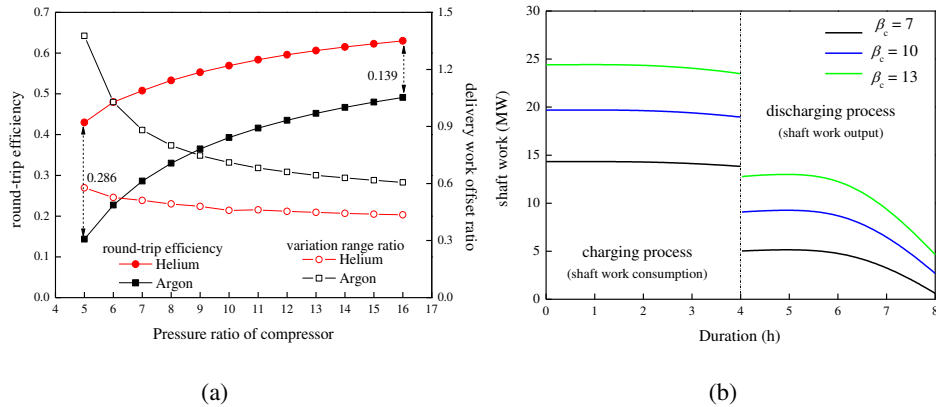 0.7
0.6
0.5
0.4
0.3
0.2
0.1
0.0
round-trip efficiency
1.5
1.2
0.9
0.6
0.3
0.0
delivery work offset ratio
0.139
0.286
round-trip efficiency
Helium
Argon
variation range ratio
Helium
Argon
4 5 6 7 8 9 10 11 12 13 14 15 16 17
Pressure ratio of compressor
(a)
30
25
20
15
10
5
0
shaft work (MW)
βc = 7
βc = 10
βc = 13
discharging process
(shaft work output)
charging process
(shaft work consumption)
0 1 2 3 4 5 6 7 8
Duration (h)
(b)